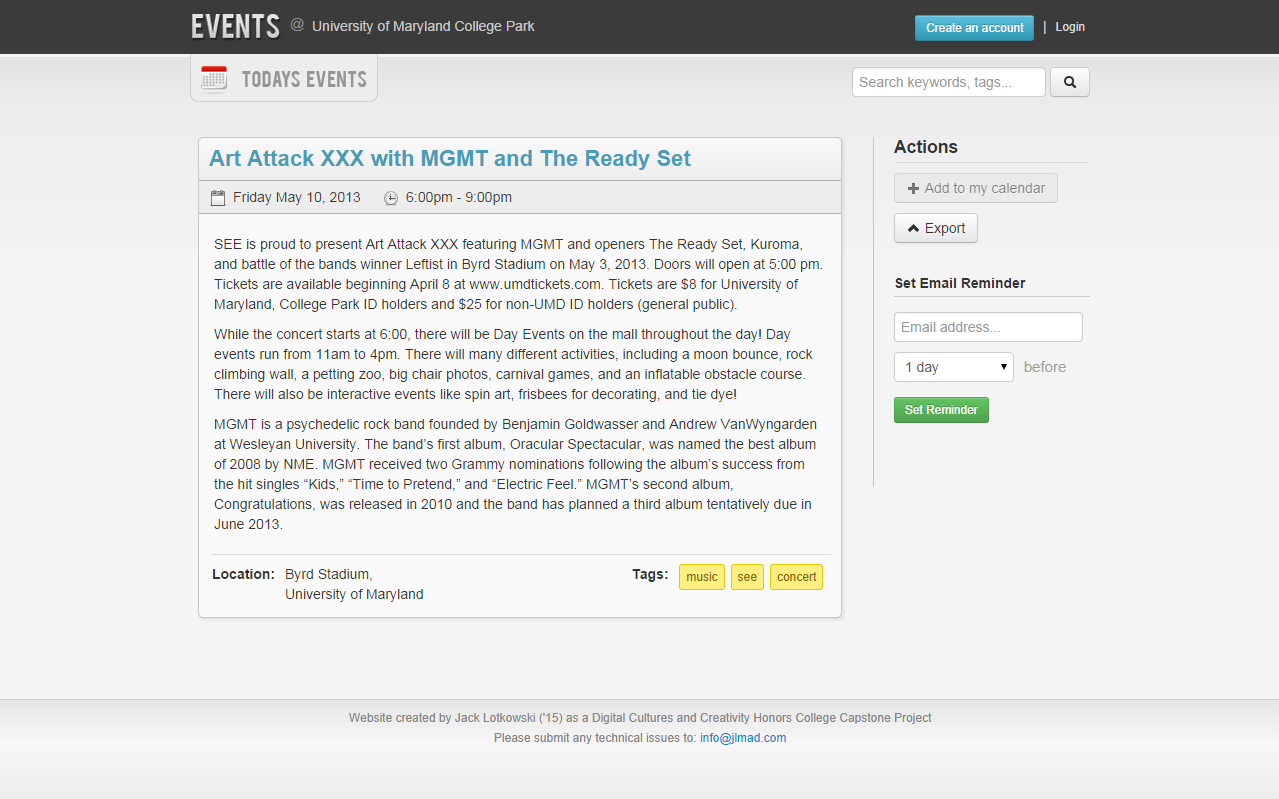 EVENTS @ University of Maryland College Park
Create an account | Login
TODAYS EVENTS
Search keywords, tags...
Art Attack XXX with MGMT and The Ready Set
Friday May 10, 2013 6:00pm - 9:00pm
SEE is proud to present Art Attack XXX featuring MGMT and openers The Ready Set, Kuroma,
and battle of the bands winner Leftist in Byrd Stadium on May 3, 2013. Doors will open at 5:00 pm.
Tickets are available beginning April 8 at www.umdtickets.com. Tickets are $8 for University of
Maryland, College Park ID holders and $25 for non-UMD ID holders (general public).
While the concert starts at 6:00, there will be Day Events on the mall throughout the day! Day
events run from 11am to 4pm. There will many different activities, including a moon bounce, rock
climbing wall, a petting zoo, big chair photos, carnival games, and an inflatable obstacle course.
There will also be interactive events like spin art, frisbees for decorating, and tie dye!
MGMT is a psychedelic rock band founded by Benjamin Goldwasser and Andrew VanWyngarden
at Wesleyan University. The band’s first album, Oracular Spectacular, was named the best album
of 2008 by NME. MGMT received two Grammy nominations following the album’s success from
the hit singles “Kids,” “Time to Pretend,” and “Electric Feel.” MGMT’s second album,
Congratulations, was released in 2010 and the band has planned a third album tentatively due in
June 2013.
Location: Byrd Stadium,
University of Maryland
Tags: music see concert
Actions
Add to my calendar
Export
Set Email Reminder
Email address...
1 day before
Set Reminder
Website created by Jack Lotkowski ('15) as a Digital Cultures and Creativity Honors College Capstone Project
Please submit any technical issues to: info@jlmad.com